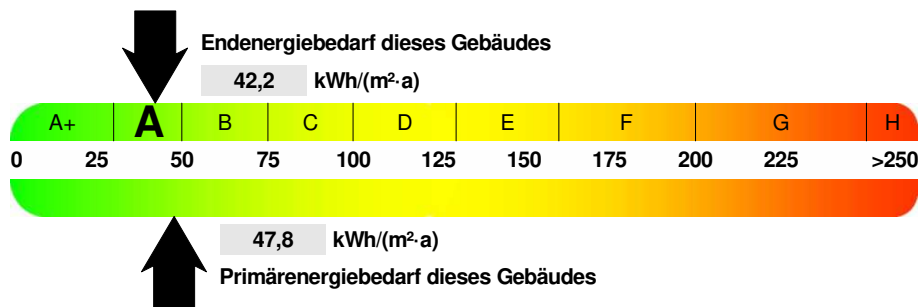 Endenergiebedarf dieses Gebäudes
42,2 kWh/(m²·a)
A+ A B C D E F G H
0 25 50 75 100 125 150 175 200 225 >250
47,8 kWh/(m²·a)
Primärenergiebedarf dieses Gebäudes